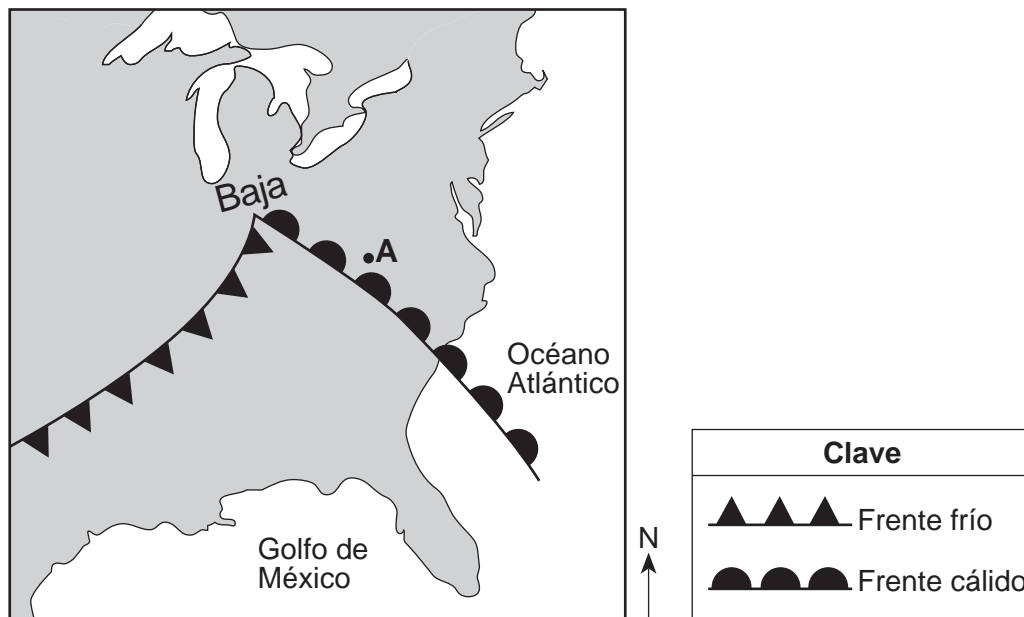 Baja
A
Océano
Atlántico
Golfo de
México
N
Clave
Frente frío
Frente cálido